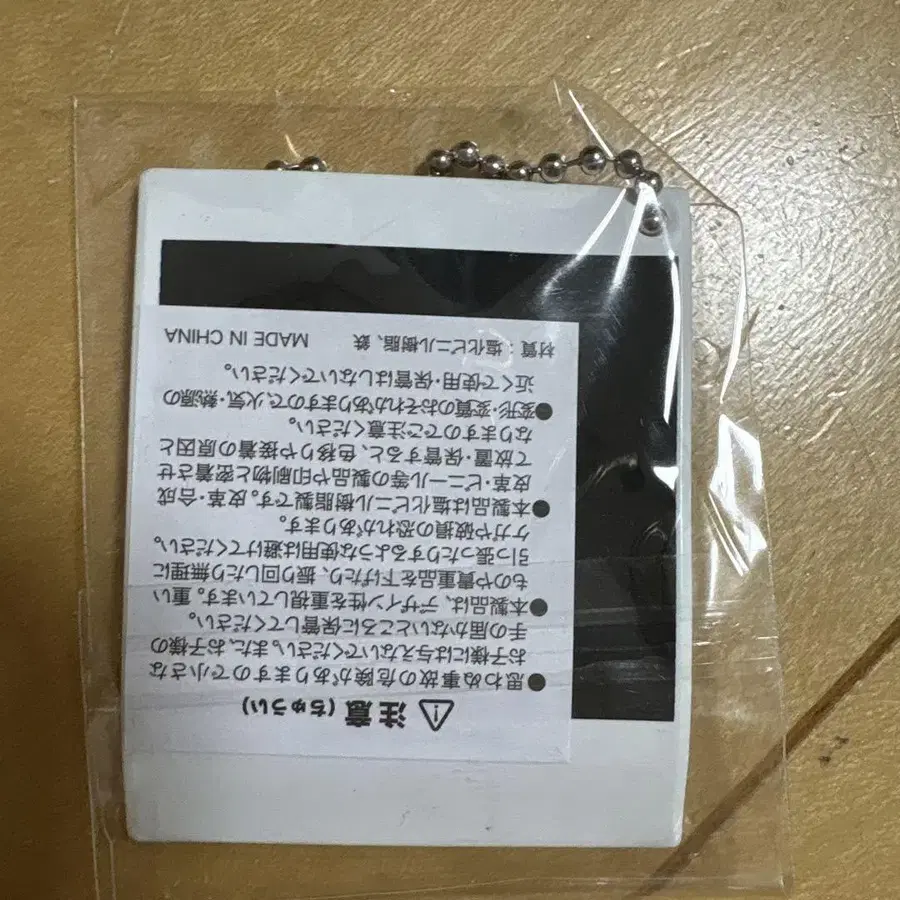 ⚠注意(ちゅうい)
●思わぬ事故の危険がありますので小さな
お子様には与えないでください。また、お子様の
手の届かないところに保管してください。
●本製品は、デザイン性を重視しています。重い
ものや貴重品を下げたり、振り回したり無理に
引っ張ったりするような使用は避けてください。
ケガや破損の恐れがあります。
●本製品は塩化ビニル樹脂製です。皮革・合成
皮革・ビニール等の製品や印刷物と密着させ
て放置・保管すると、色移りや接着の原因と
なりますのでご注意ください。
●変形・変質のおそれがありますので、火気・熱源の
近くで使用・保管はしないでください。
材質:塩化ビニル樹脂、鉄 MADE IN CHINA